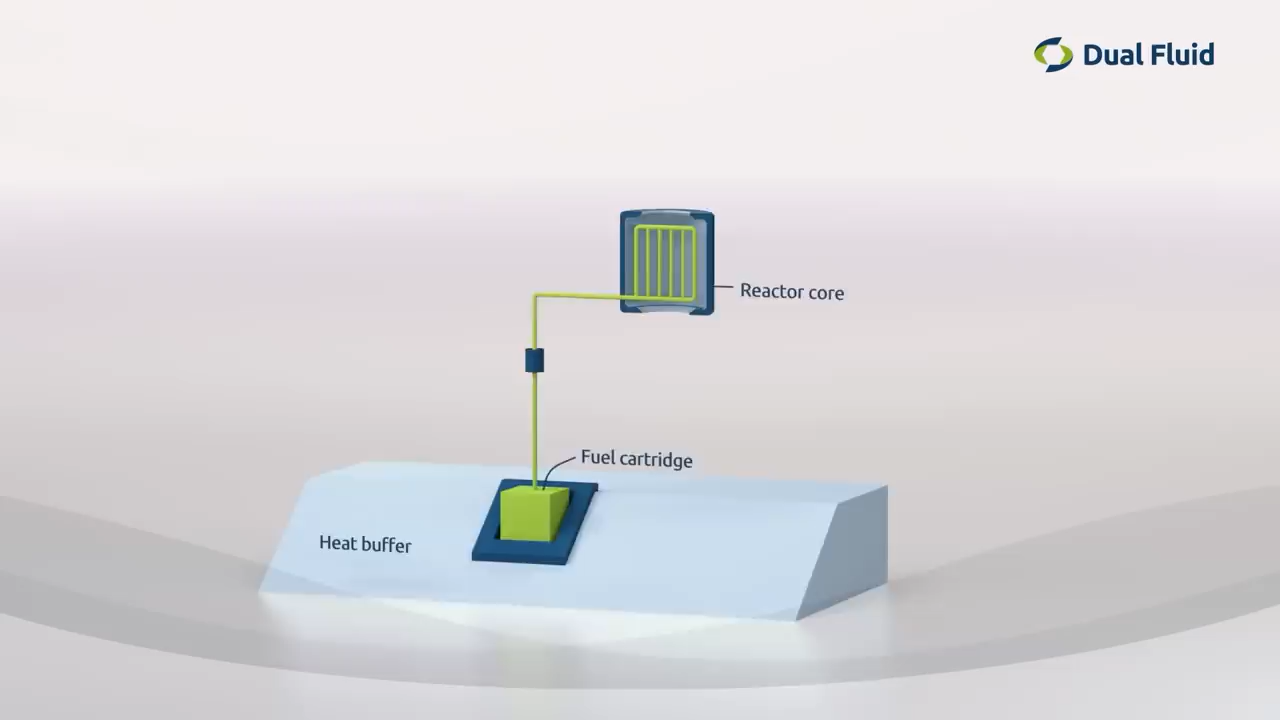 Dual Fluid
Reactor core
Fuel cartridge
Heat buffer